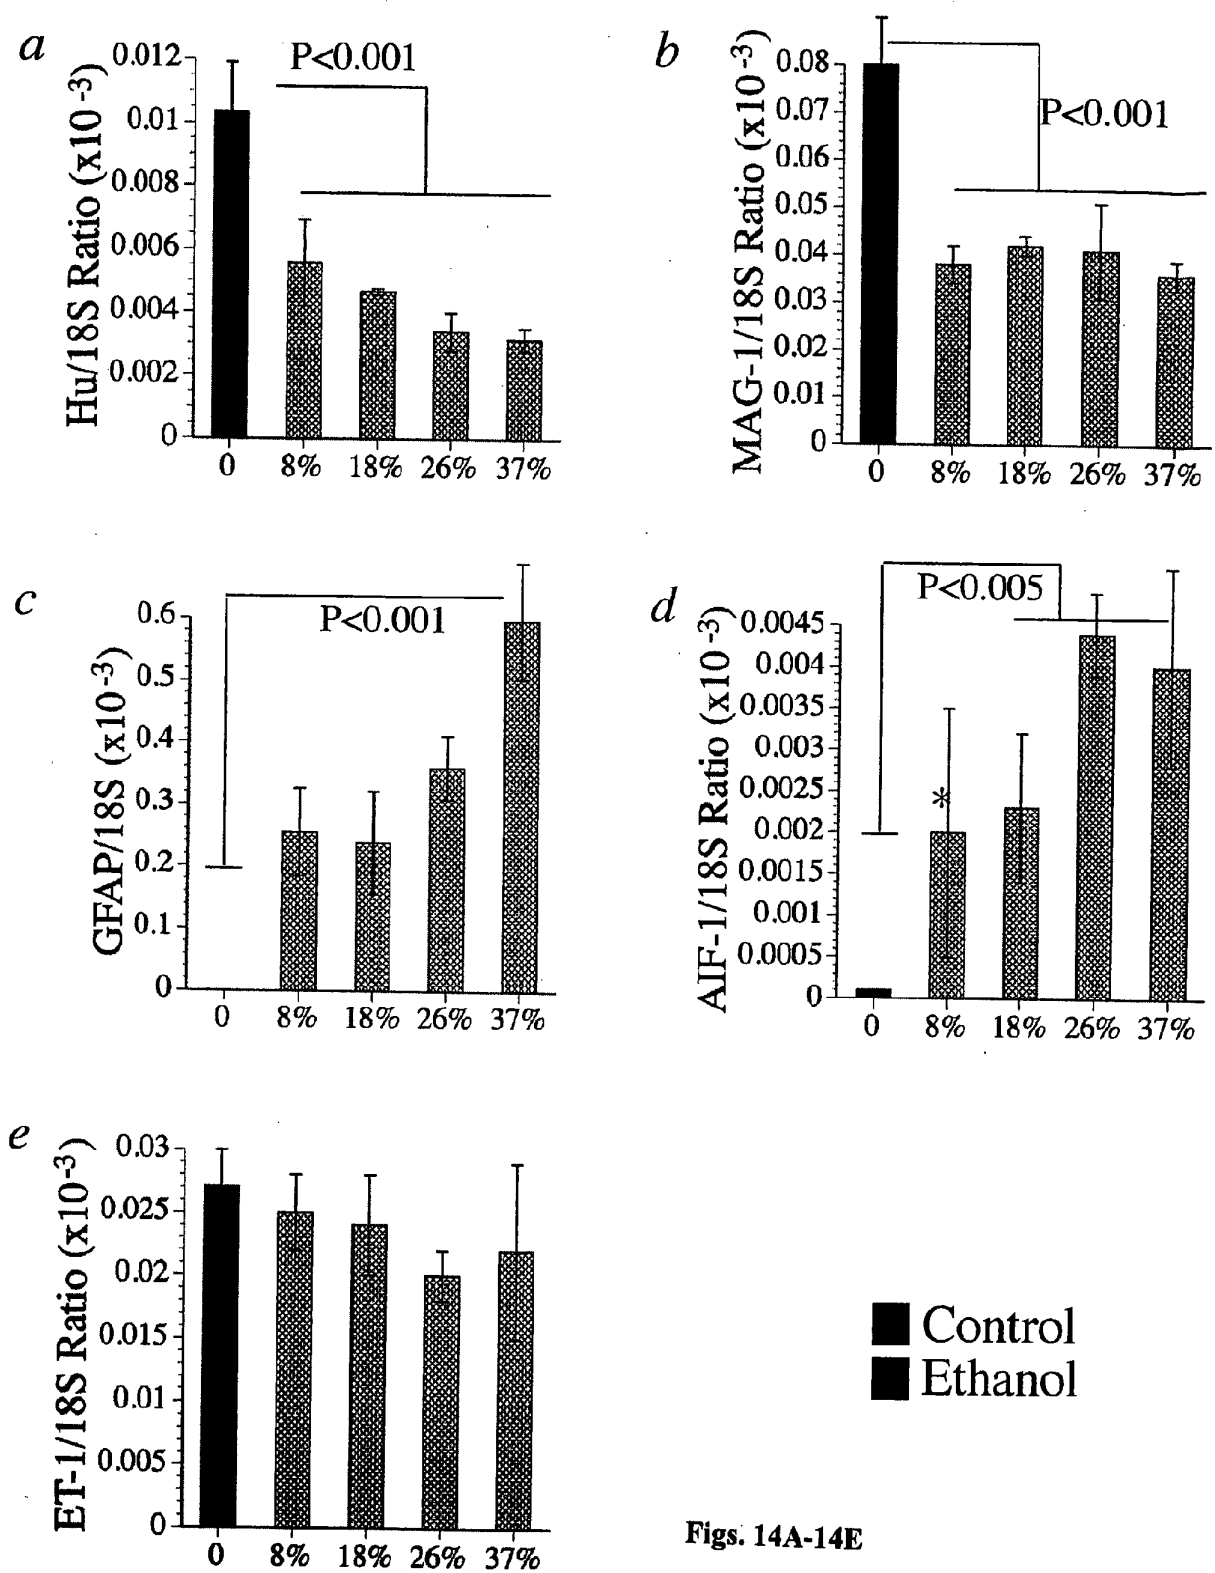 a
Hu/18S Ratio (x10⁻³)
0.012
0.01
0.008
0.006
0.004
0.002
0
P<0.001
0 8% 18% 26% 37%
b
MAG-1/18S Ratio (x10⁻³)
0.08
0.07
0.06
0.05
0.04
0.03
0.02
0.01
0
P<0.001
0 8% 18% 26% 37%
c
GFAP/18S (x10⁻³)
0.6
0.5
0.4
0.3
0.2
0.1
0
P<0.001
0 8% 18% 26% 37%
d
AIF-1/18S Ratio (x10⁻³)
0.0045
0.004
0.0035
0.003
0.0025
0.002
0.0015
0.001
0.0005
0
P<0.005
*
0 8% 18% 26% 37%
e
ET-1/18S Ratio (x10⁻³)
0.03
0.025
0.02
0.015
0.01
0.005
0
0 8% 18% 26% 37%
Control
Ethanol
Figs. 14A-14E